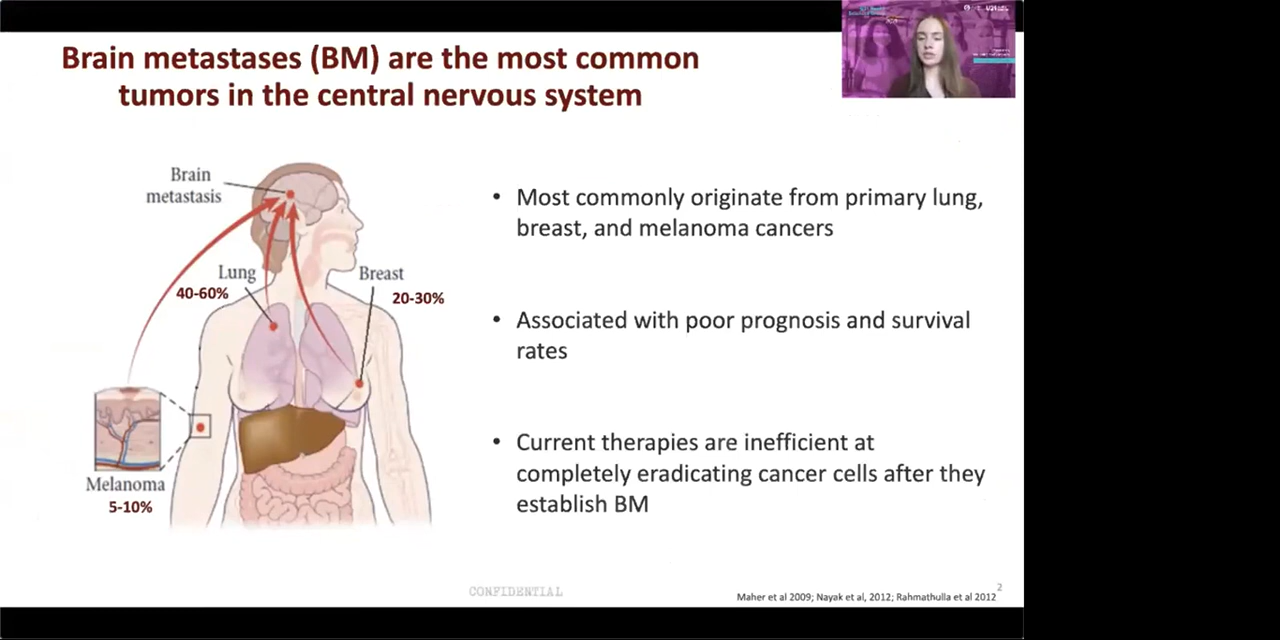 Brain metastases (BM) are the most common
tumors in the central nervous system
Brain
metastasis
Lung
40-60%
Breast
20-30%
Melanoma
5-10%
• Most commonly originate from primary lung,
breast, and melanoma cancers
• Associated with poor prognosis and survival
rates
• Current therapies are inefficient at
completely eradicating cancer cells after they
establish BM
CONFIDENTIAL
2
Maher et al 2009; Nayak et al, 2012; Rahmathulla et al 2012